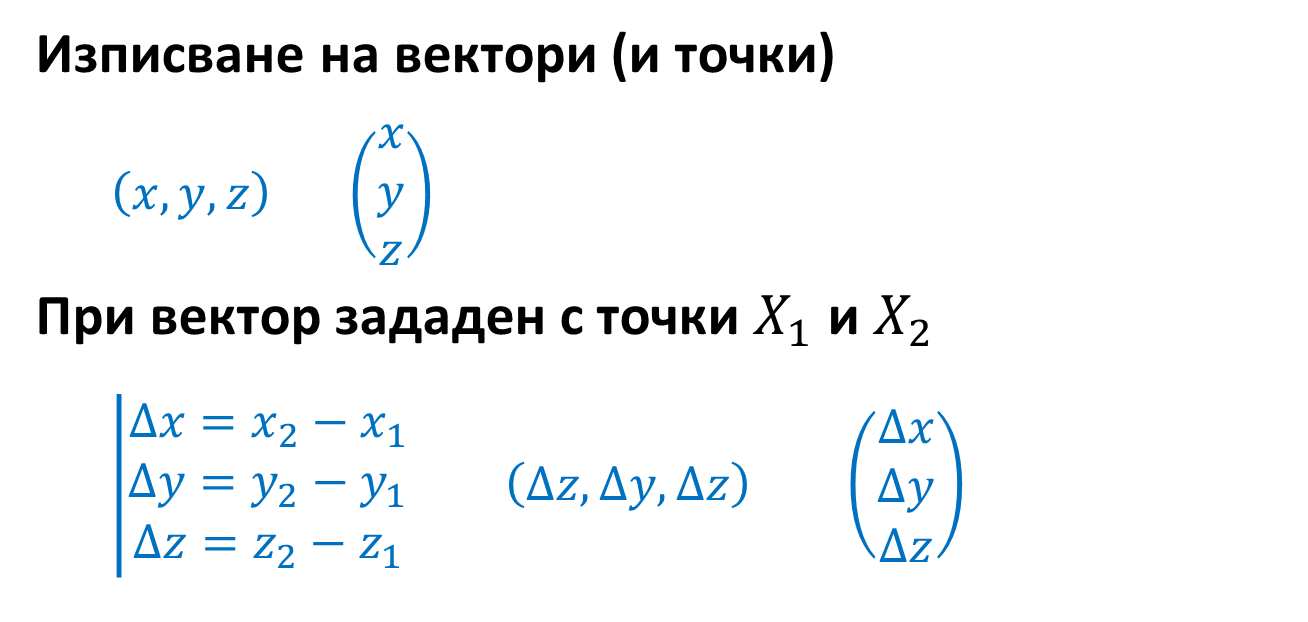 Изписване на вектори (и точки)
(x, y, z)
(x
y
z)
При вектор зададен с точки X₁ и X₂
Δx = x₂ − x₁
Δy = y₂ − y₁
Δz = z₂ − z₁
(Δz, Δy, Δz)
(Δx
Δy
Δz)